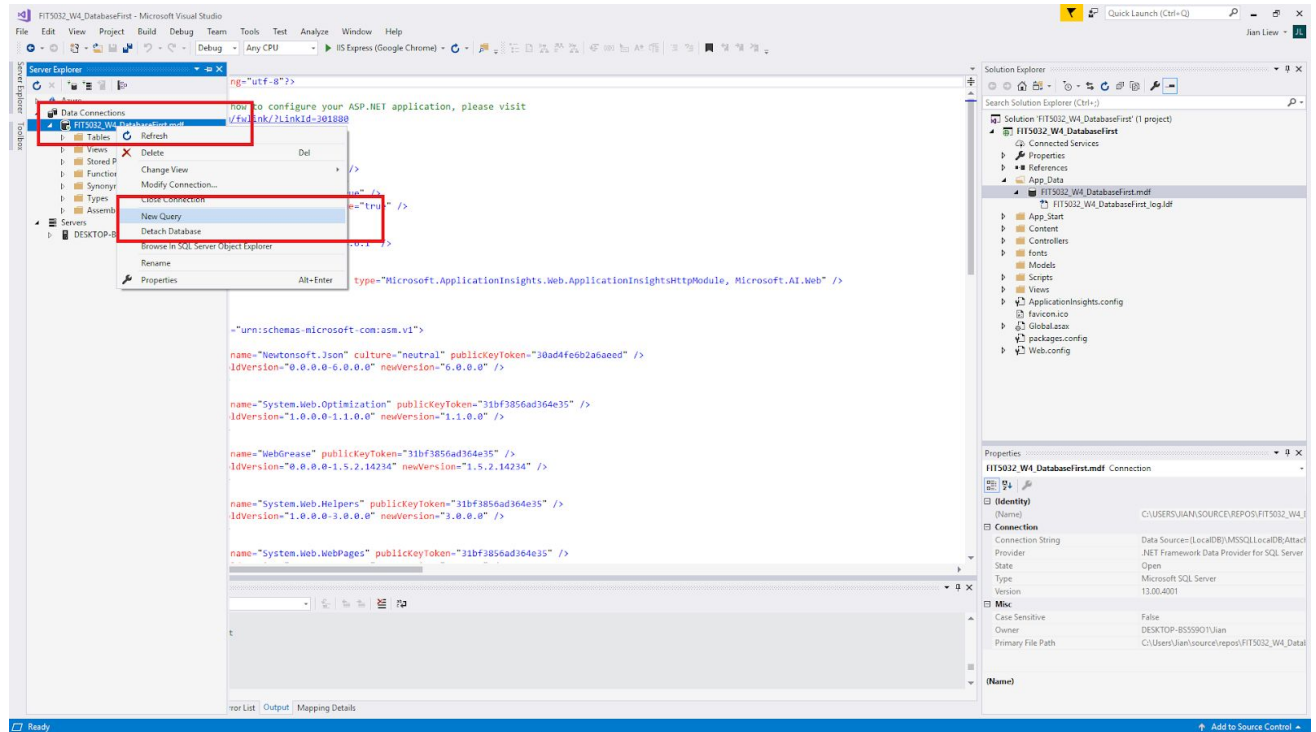 FIT5032_W4_DatabaseFirst - Microsoft Visual Studio
Quick Launch (Ctrl+Q)
File Edit View Project Build Debug Team Tools Test Analyze Window Help
Jian Liew JL
Debug Any CPU IIS Express (Google Chrome)
Server Explorer
Toolbox
Server Explorer
Azure
Data Connections
FIT5032_W4_DatabaseFirst.mdf
Tables
Views
Stored P
Function
Synonyr
Types
Assemb
Servers
DESKTOP-B
Refresh
Delete Del
Change View
Modify Connection...
Close Connection
New Query
Detach Database
Browse In SQL Server Object Explorer
Rename
Properties Alt+Enter
ng="utf-8"?>
how to configure your ASP.NET application, please visit
/fwlink/?LinkId=301880
/>
ue" />
e="true" />
.6.1" />
type="Microsoft.ApplicationInsights.Web.ApplicationInsightsHttpModule, Microsoft.AI.Web" />
="urn:schemas-microsoft-com:asm.v1">
name="Newtonsoft.Json" culture="neutral" publicKeyToken="30ad4fe6b2a6aeed" />
ldVersion="0.0.0.0-6.0.0.0" newVersion="6.0.0.0" />
name="System.Web.Optimization" publicKeyToken="31bf3856ad364e35" />
ldVersion="1.0.0.0-1.1.0.0" newVersion="1.1.0.0" />
name="WebGrease" publicKeyToken="31bf3856ad364e35" />
ldVersion="0.0.0.0-1.5.2.14234" newVersion="1.5.2.14234" />
name="System.Web.Helpers" publicKeyToken="31bf3856ad364e35" />
ldVersion="1.0.0.0-3.0.0.0" newVersion="3.0.0.0" />
name="System.Web.WebPages" publicKeyToken="31bf3856ad364e35" />
t
rror List Output Mapping Details
Solution Explorer
Search Solution Explorer (Ctrl+;)
Solution 'FIT5032_W4_DatabaseFirst' (1 project)
FIT5032_W4_DatabaseFirst
Connected Services
Properties
References
App_Data
FIT5032_W4_DatabaseFirst.mdf
FIT5032_W4_DatabaseFirst_log.ldf
App_Start
Content
Controllers
fonts
Models
Scripts
Views
ApplicationInsights.config
favicon.ico
Global.asax
packages.config
Web.config
Properties
FIT5032_W4_DatabaseFirst.mdf Connection
(Identity)
(Name) C:\USERS\JIAN\SOURCE\REPOS\FIT5032_W4_
Connection
Connection String Data Source=(LocalDB)\MSSQLLocalDB;Attach
Provider .NET Framework Data Provider for SQL Server
State Open
Type Microsoft SQL Server
Version 13.00.4001
Misc
Case Sensitive False
Owner DESKTOP-BS5S9O1\Jian
Primary File Path C:\Users\Jian\source\repos\FIT5032_W4_Datal
(Name)
Ready
Add to Source Control